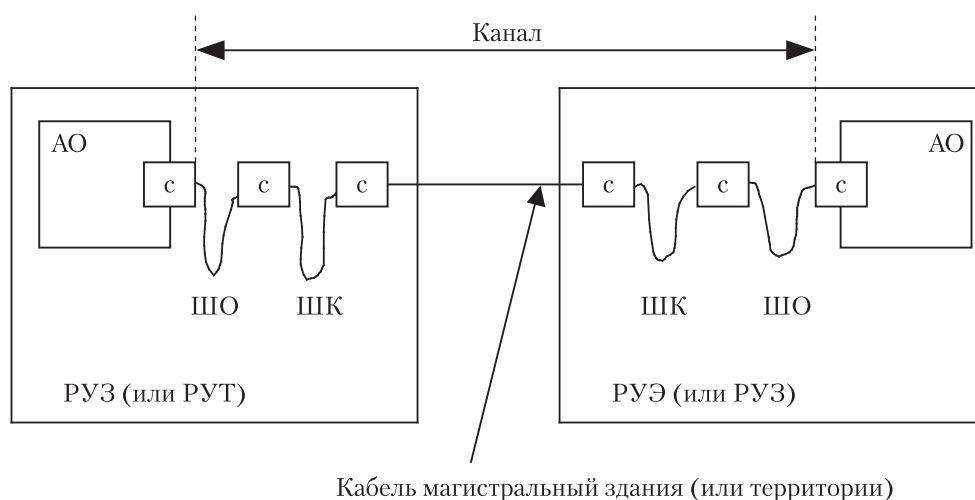 Канал
АО
АО
с
с
с
с
с
с
ШО
ШК
ШК
ШО
РУЗ (или РУТ)
РУЭ (или РУЗ)
Кабель магистральный здания (или территории)